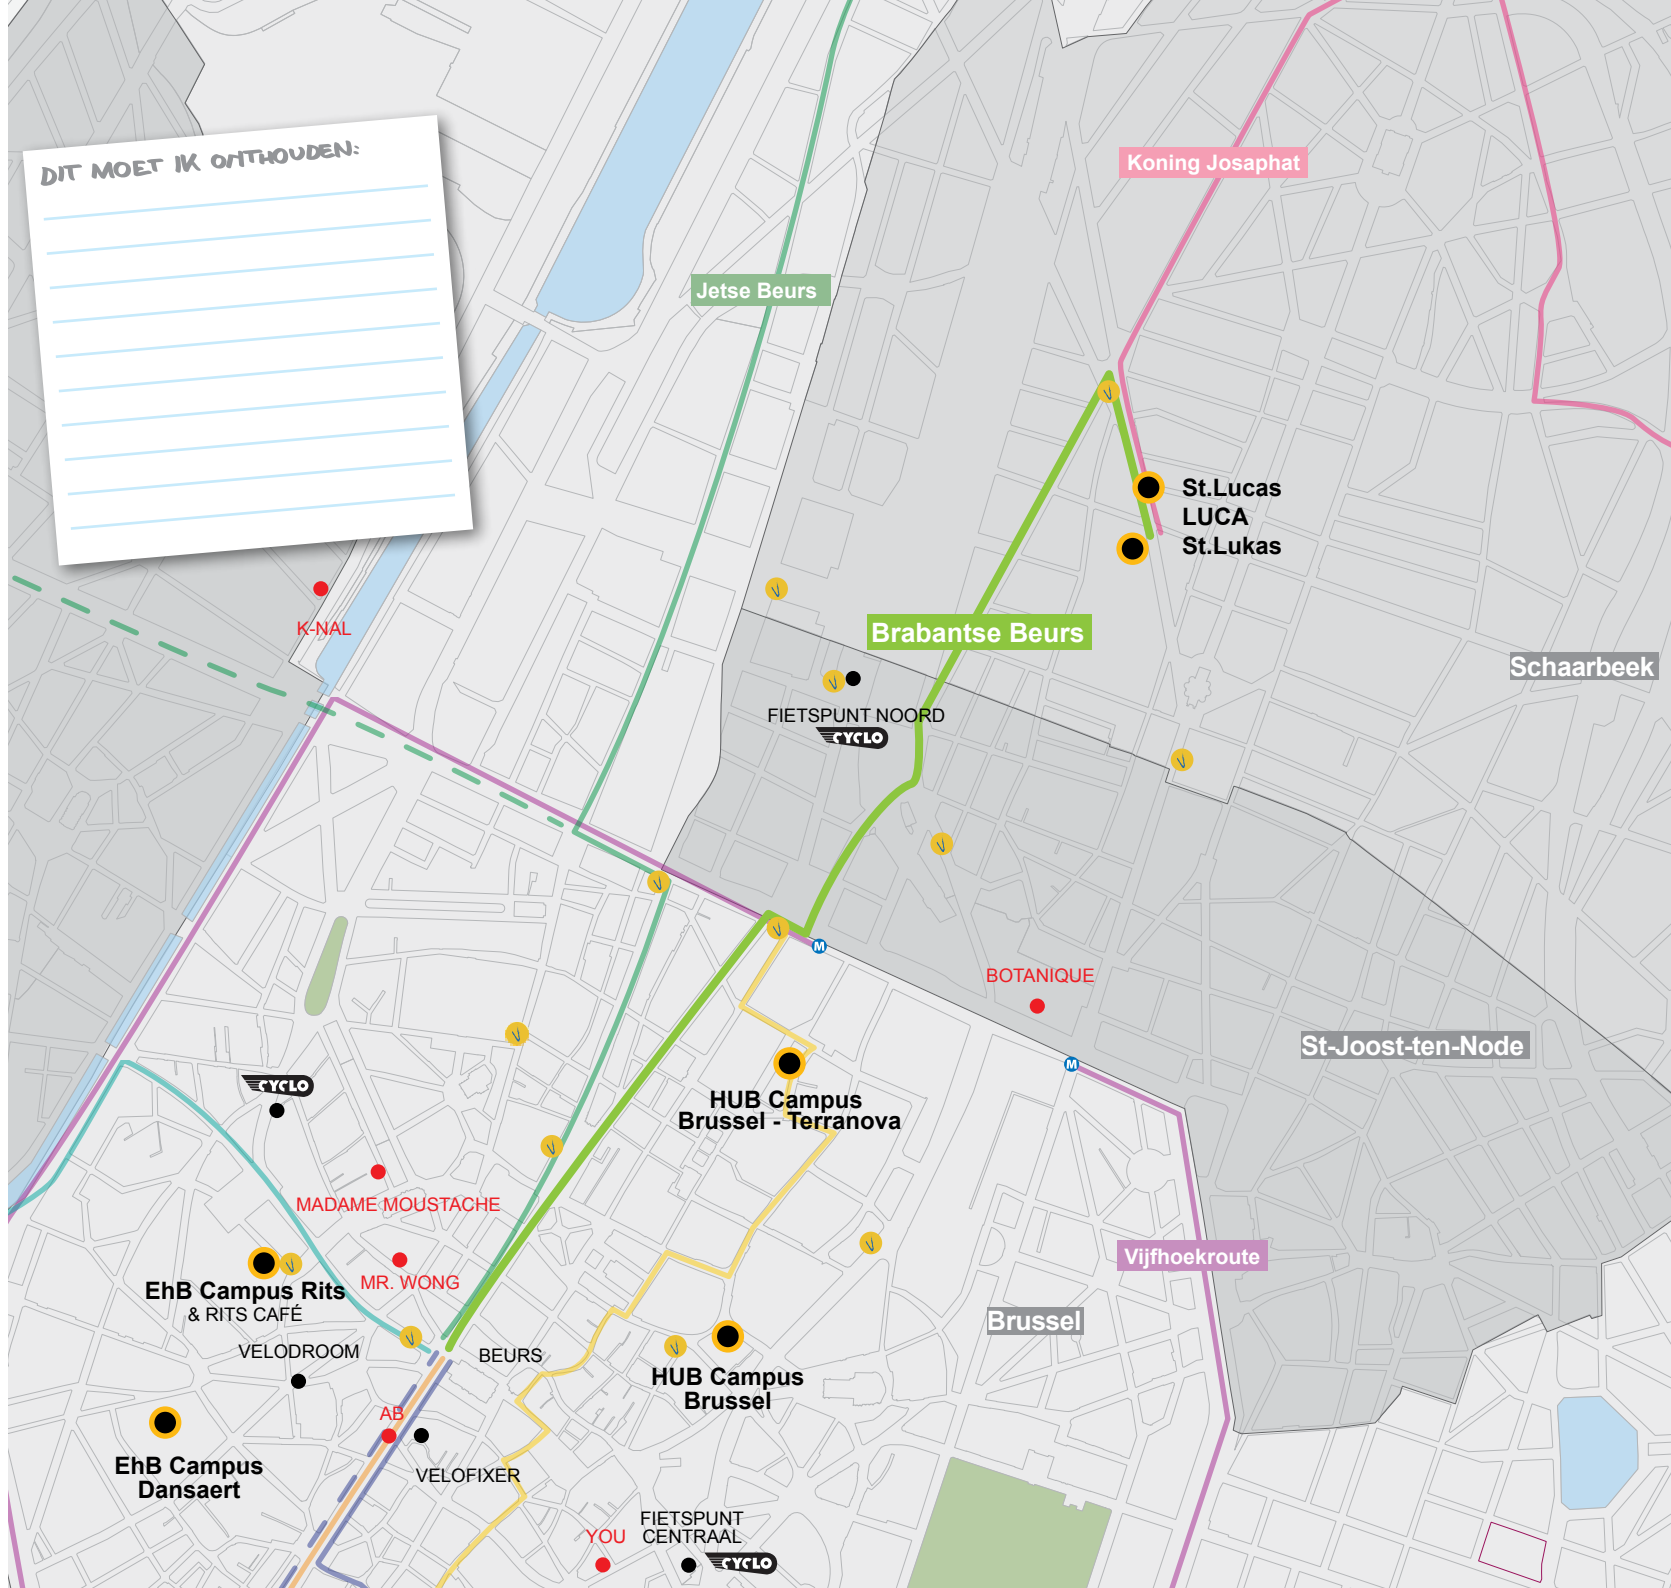 DIT MOET IK ONTHOUDEN:
Koning Josaphat
Jetse Beurs
St.Lucas
LUCA
St.Lukas
K-NAL
Brabantse Beurs
Schaarbeek
FIETSPUNT NOORD
CYCLO
M
BOTANIQUE
St-Joost-ten-Node
M
CYCLO
HUB Campus
Brussel - Terranova
MADAME MOUSTACHE
Vijfhoekroute
MR. WONG
EhB Campus Rits
& RITS CAFÉ
Brussel
VELODROOM
BEURS
HUB Campus
Brussel
AB
EhB Campus
Dansaert
VELOFIXER
FIETSPUNT
CENTRAAL
YOU
CYCLO